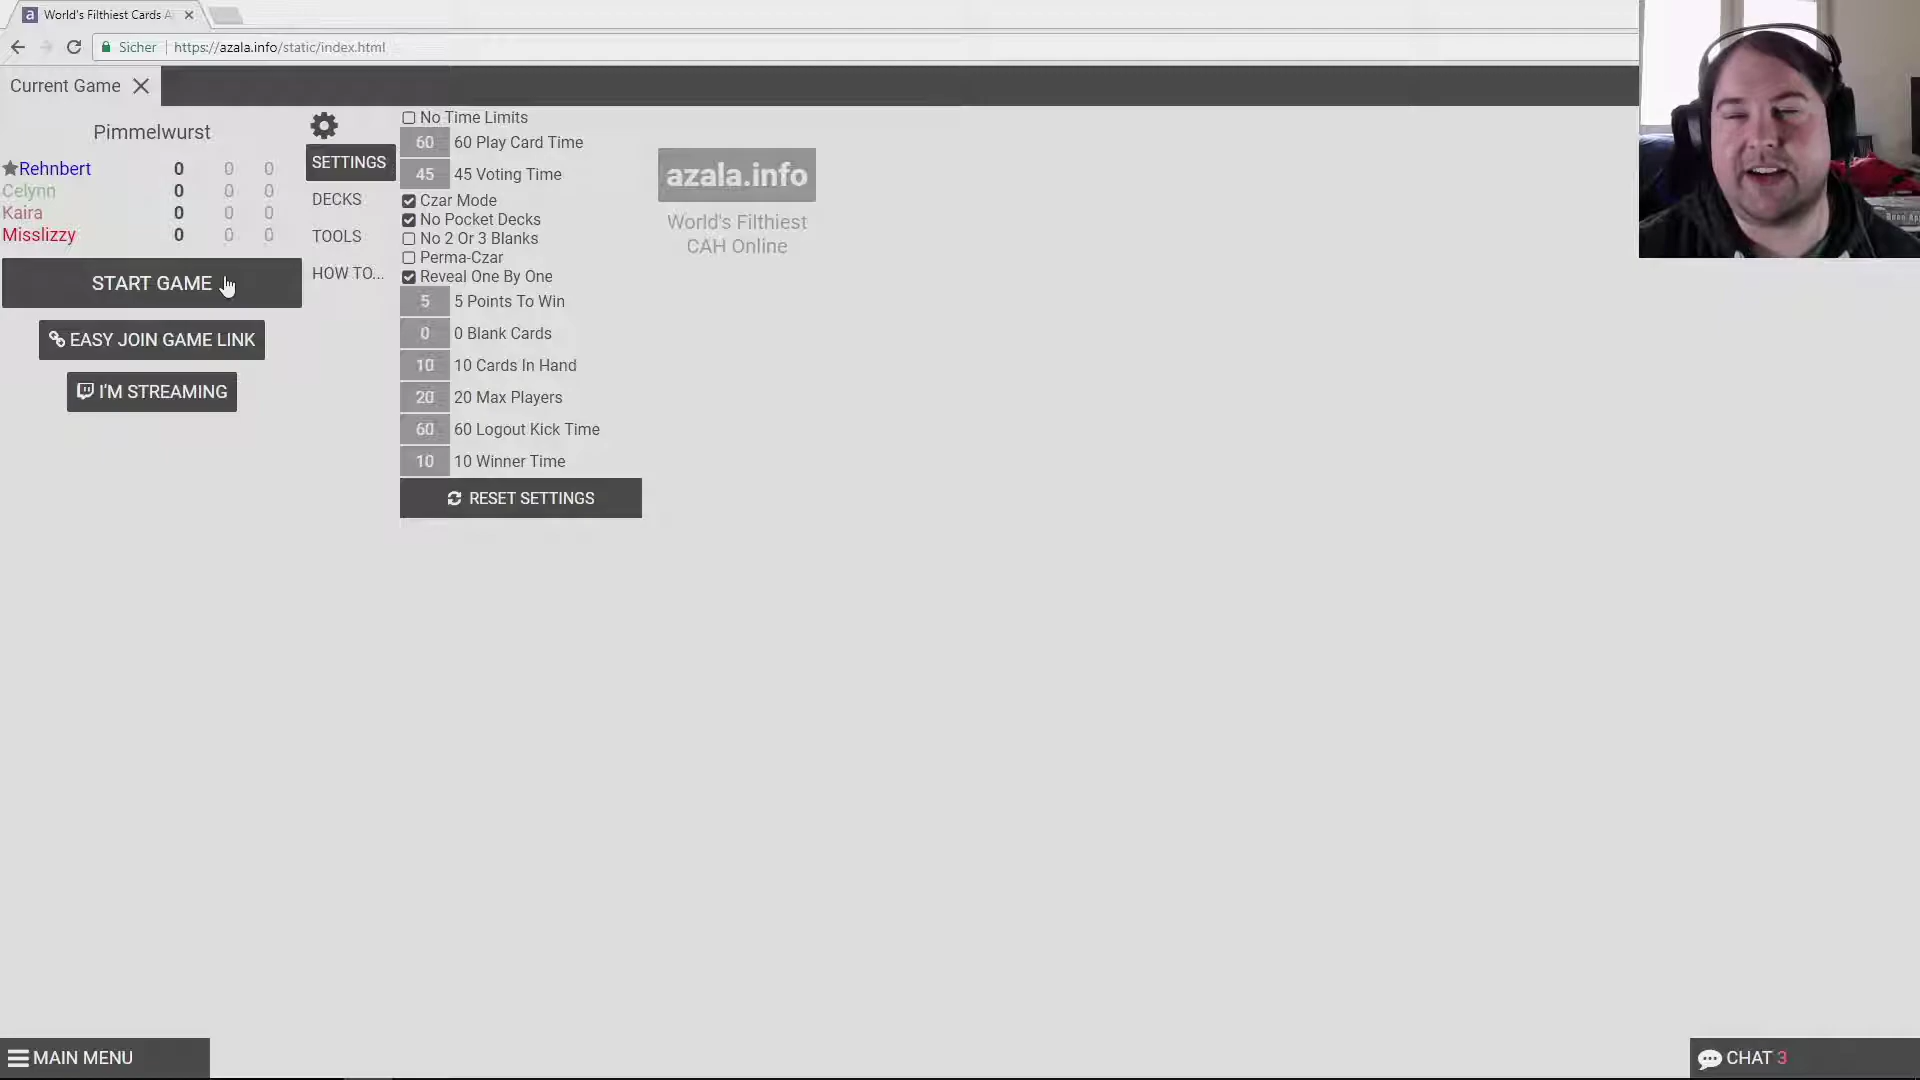 World's Filthiest Cards A
Sicher
https://azala.info/static/index.html
Current Game
Pimmelwurst
Rehnbert 0 0 0
Celynn 0 0 0
Kaira 0 0 0
Misslizzy 0 0 0
START GAME
EASY JOIN GAME LINK
I'M STREAMING
SETTINGS
DECKS
TOOLS
HOW TO...
No Time Limits
60 60 Play Card Time
45 45 Voting Time
Czar Mode
No Pocket Decks
No 2 Or 3 Blanks
Perma-Czar
Reveal One By One
5 5 Points To Win
0 0 Blank Cards
10 10 Cards In Hand
20 20 Max Players
60 60 Logout Kick Time
10 10 Winner Time
RESET SETTINGS
azala.info
World's Filthiest
CAH Online
MAIN MENU
CHAT 3